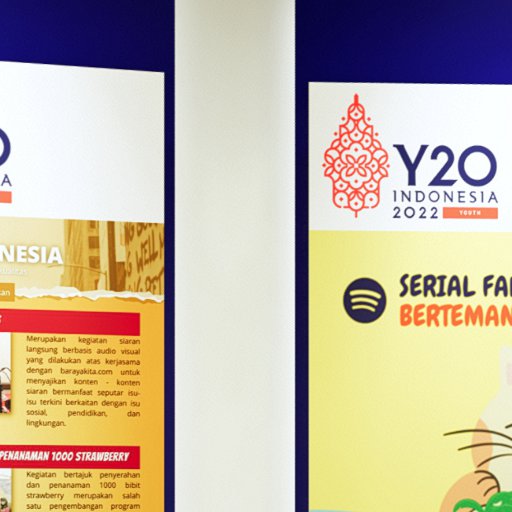 A
NESIA
Merupakan kegiatan siaran
langsung berbasis audio visual
yang dilakukan atas kerjasama
dengan barayakita.com untuk
menyajikan konten - konten
siaran bermanfaat seputar isu-
isu terkini berkaitan dengan isu
sosial, pendidikan, dan
lingkungan.
PENANAMAN 1000 STRAWBERRY
Kegiatan bertajuk penyerahan
dan penanaman 1000 bibit
strawberry merupakan salah
satu pengembangan program
Y20
INDONESIA
2022 YOUTH
SERIAL FA
BERTEMAN